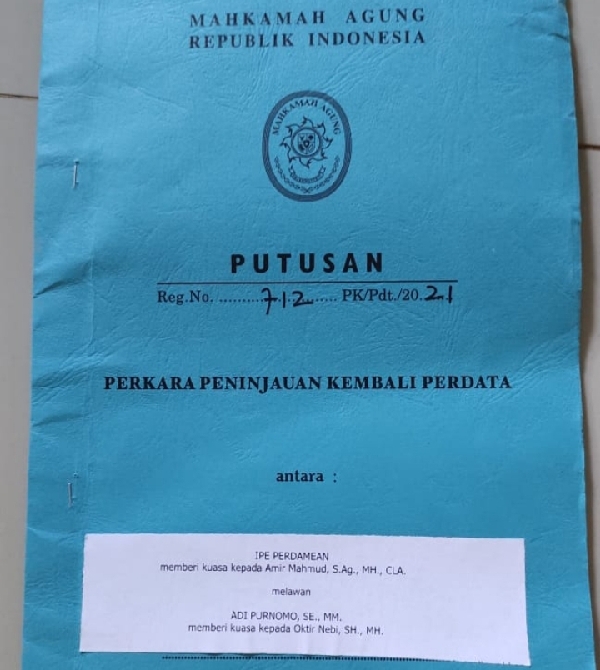 MAHKAMAH AGUNG
REPUBLIK INDONESIA
MAHKAMAH AGUNG
PUTUSAN
Reg.No. .......712....... PK/Pdt./20.21
PERKARA PENINJAUAN KEMBALI PERDATA
antara :
IPE PERDAMEAN
memberi kuasa kepada Amir Mahmud, S.Ag., MH., CLA.
melawan
ADI PURNOMO, SE., MM.
memberi kuasa kepada Oktir Nebi, SH., MH.